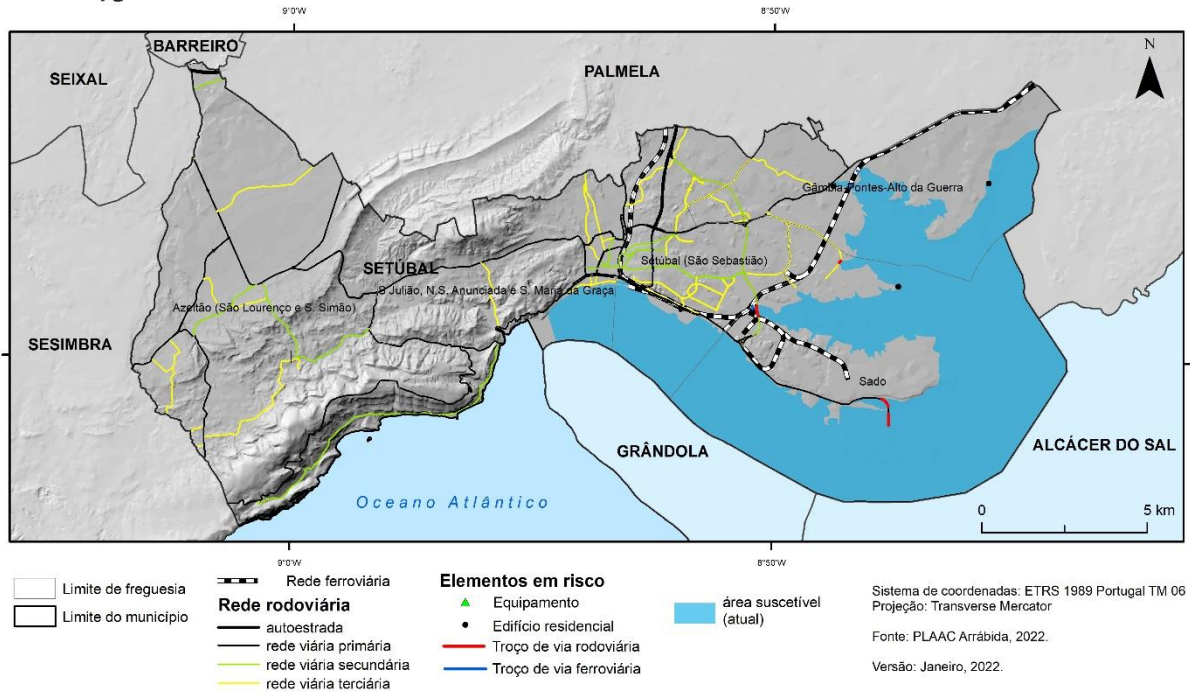 9°0'W
8°50'W
BARREIRO
SEIXAL
PALMELA
N
Gâmbia-Pontes-Alto da Guerra
SETÚBAL
Setúbal (São Sebastião)
S Julião, N.S. Anunciada e S. Maria da Graça
Azeitão (São Lourenço e S. Simão)
SESIMBRA
Sado
GRÂNDOLA
ALCÁCER DO SAL
Oceano Atlântico
0
5 km
9°0'W
8°50'W
Limite de freguesia
Limite do município
Rede ferroviária
Rede rodoviária
autoestrada
rede viária primária
rede viária secundária
rede viária terciária
Elementos em risco
Equipamento
Edifício residencial
Troço de via rodoviária
Troço de via ferroviária
área suscetível
(atual)
Sistema de coordenadas: ETRS 1989 Portugal TM 06
Projeção: Transverse Mercator
Fonte: PLAAC Arrábida, 2022.
Versão: Janeiro, 2022.